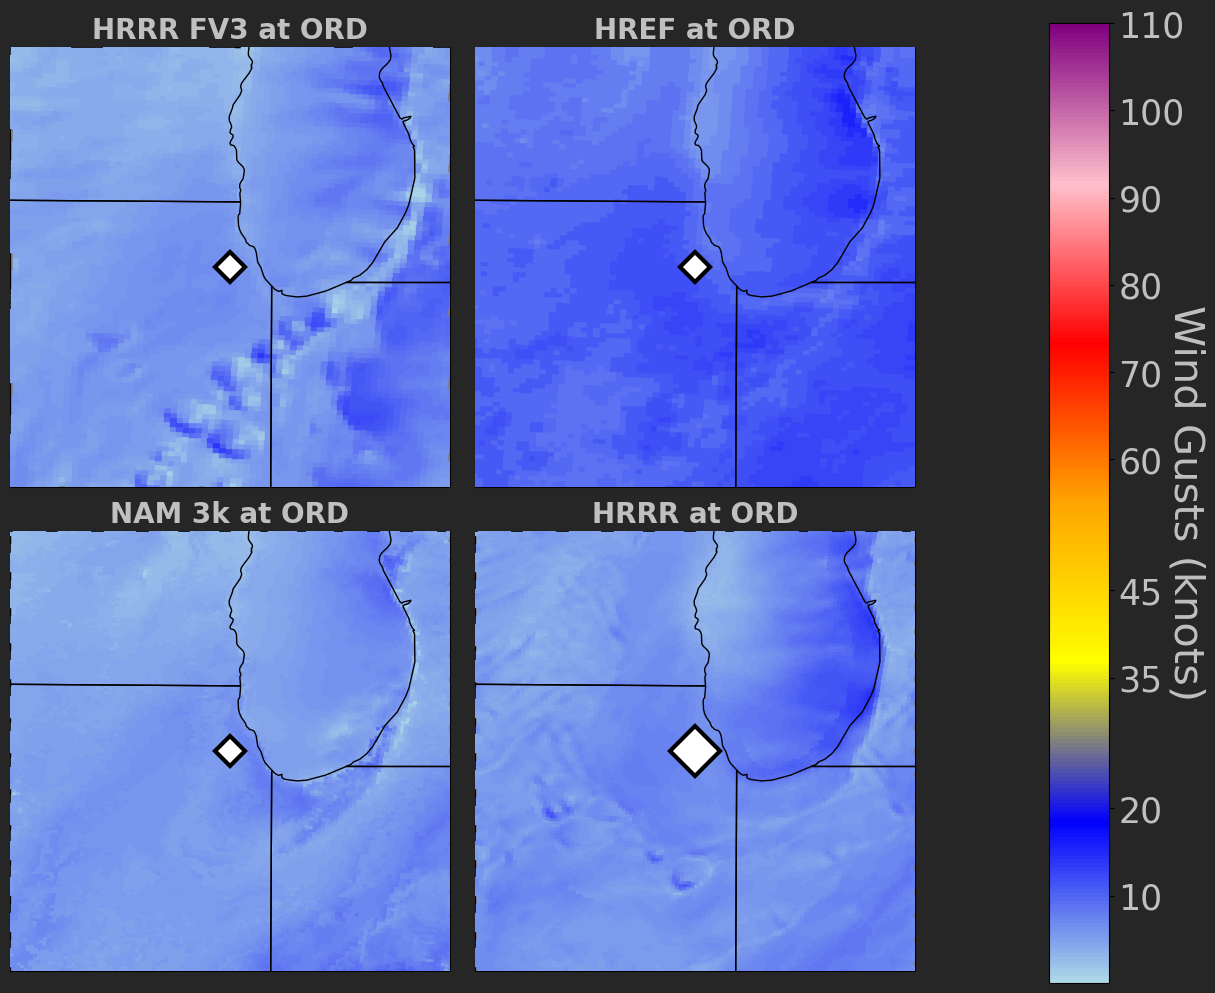 HRRR FV3 at ORD
HREF at ORD
NAM 3k at ORD
HRRR at ORD
110
100
90
80
70
60
45
35
20
10
Wind Gusts (knots)